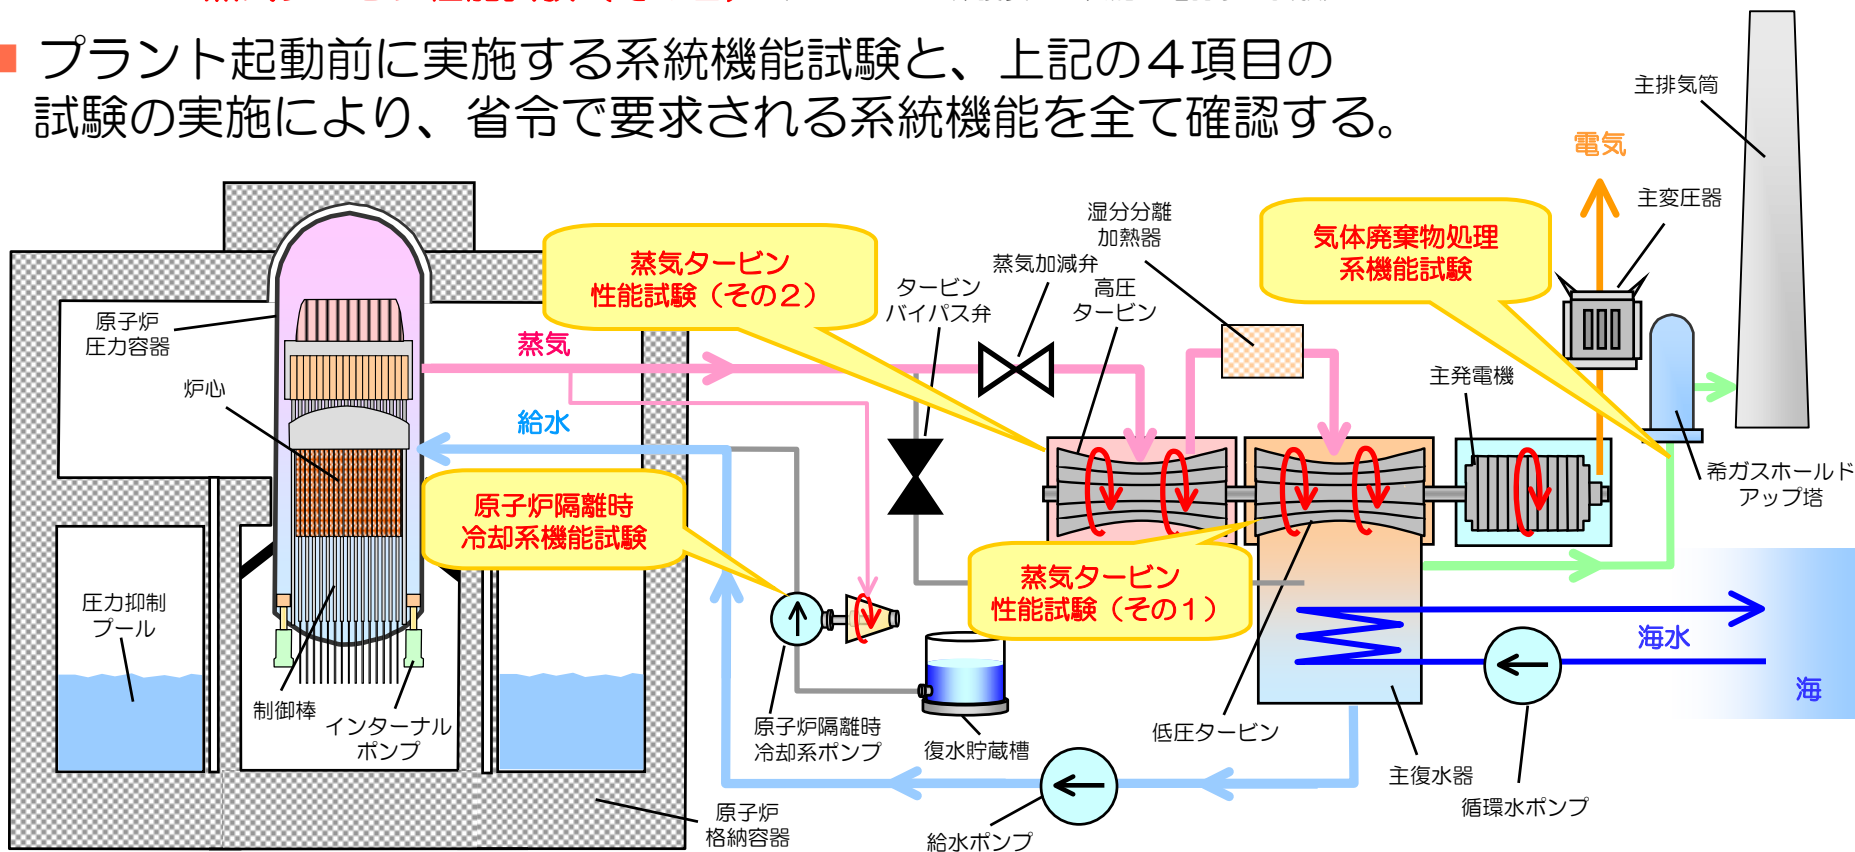 プラント起動前に実施する系統機能試験と、上記の４項目の
試験の実施により、省令で要求される系統機能を全て確認する。
主排気筒
電気
主変圧器
湿分分離
加熱器
気体廃棄物処理
系機能試験
蒸気タービン
性能試験（その２）
蒸気加減弁
タービン
バイパス弁
高圧
タービン
原子炉
圧力容器
蒸気
炉心
主発電機
給水
希ガスホールド
アップ塔
原子炉隔離時
冷却系機能試験
蒸気タービン
性能試験（その１）
圧力抑制
プール
海水
海
制御棒
インターナル
ポンプ
原子炉隔離時
冷却系ポンプ
復水貯蔵槽
低圧タービン
主復水器
循環水ポンプ
原子炉
格納容器
給水ポンプ